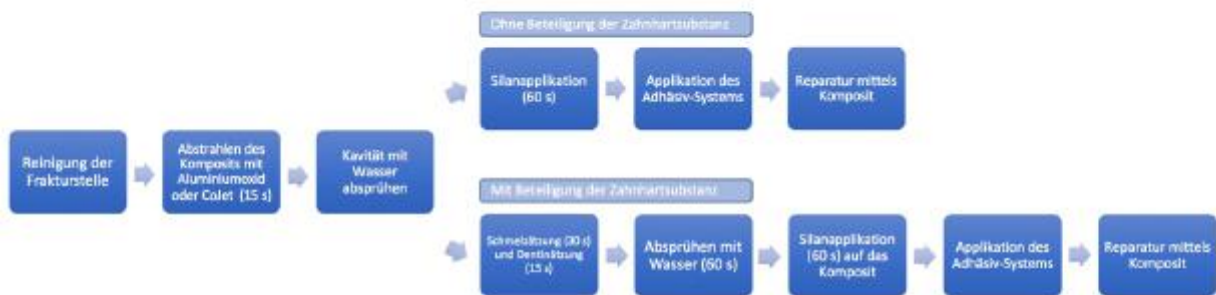 Ohne Beteiligung der Zahnhartsubstanz
Silanapplikation
(60 s)
Applikation des
Adhäsiv-Systems
Reparatur mittels
Komposit
Reinigung der
Frakturstelle
Abstrahlen des
Komposits mit
Aluminiumoxid
oder CoJet (15 s)
Kavität mit
Wasser
absprühen
Mit Beteiligung der Zahnhartsubstanz
Schmelzätzung (30 s)
und Dentinätzung
(15 s)
Absprühen mit
Wasser (60 s)
Silanapplikation
(60 s) auf das
Komposit
Applikation des
Adhäsiv-Systems
Reparatur mittels
Komposit